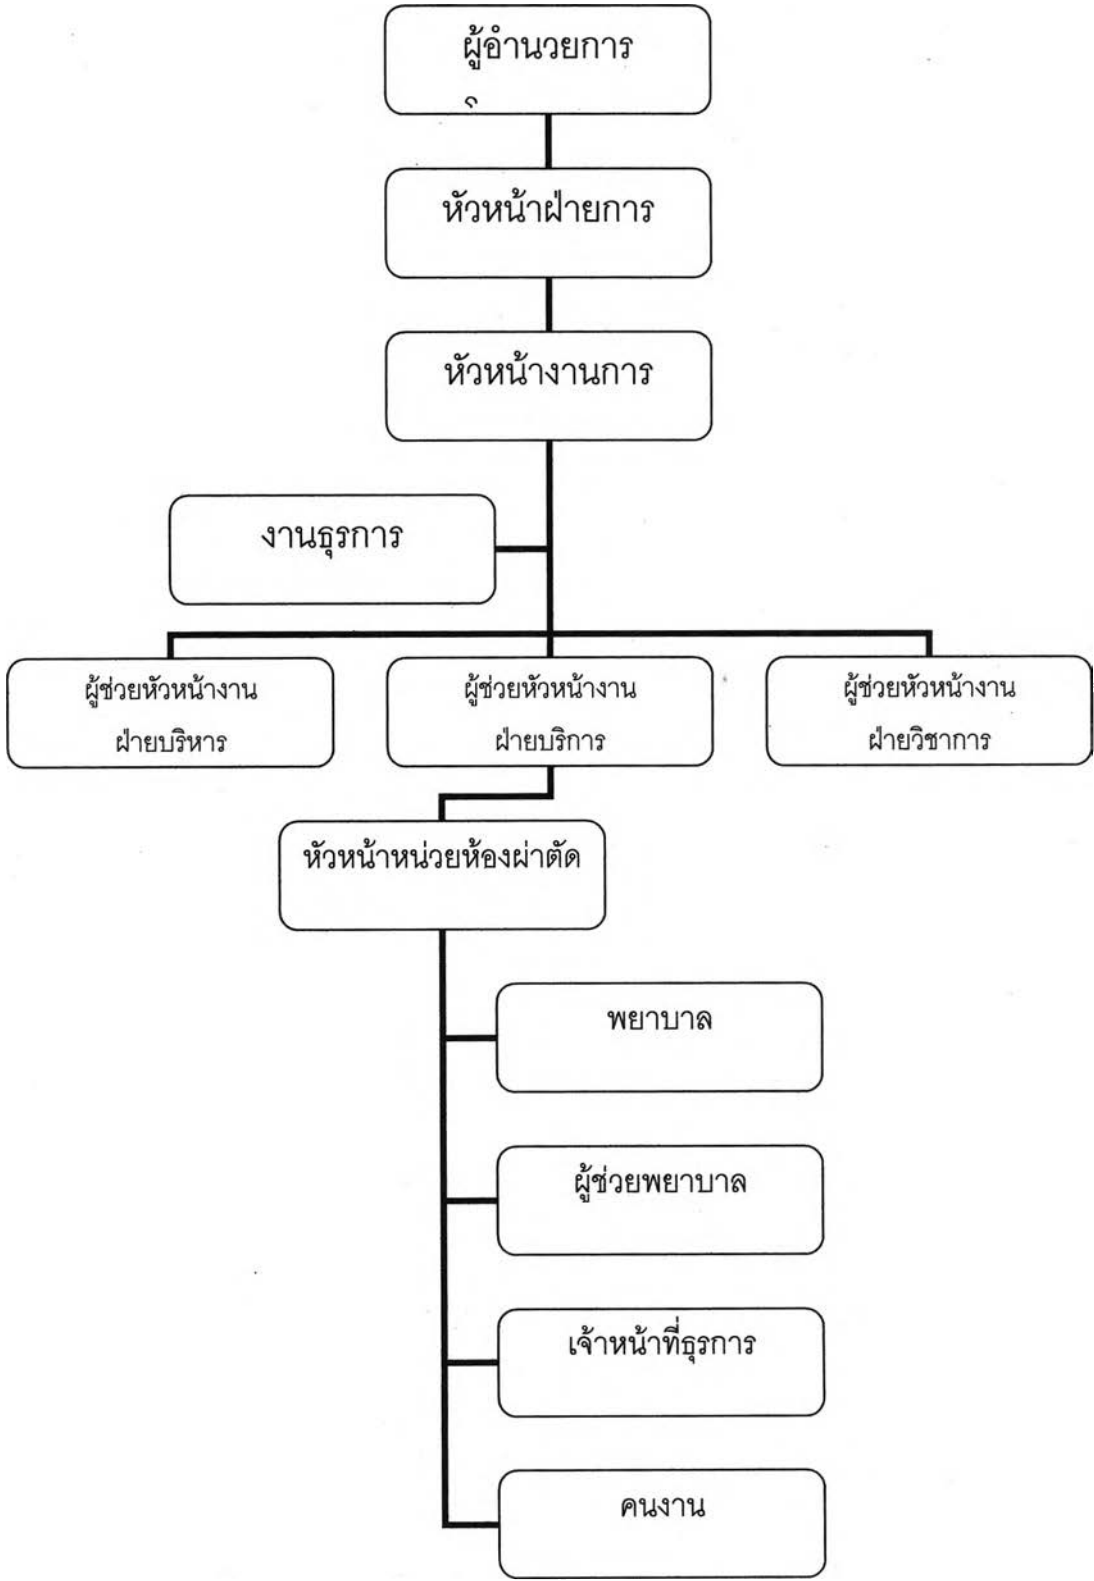 ผู้อำนวยการ
หัวหน้าฝ่ายการ
หัวหน้างานการ
งานธุรการ
ผู้ช่วยหัวหน้างาน
ฝ่ายบริหาร
ผู้ช่วยหัวหน้างาน
ฝ่ายบริการ
ผู้ช่วยหัวหน้างาน
ฝ่ายวิชาการ
หัวหน้าหน่วยห้องผ่าตัด
พยาบาล
ผู้ช่วยพยาบาล
เจ้าหน้าที่ธุรการ
คนงาน